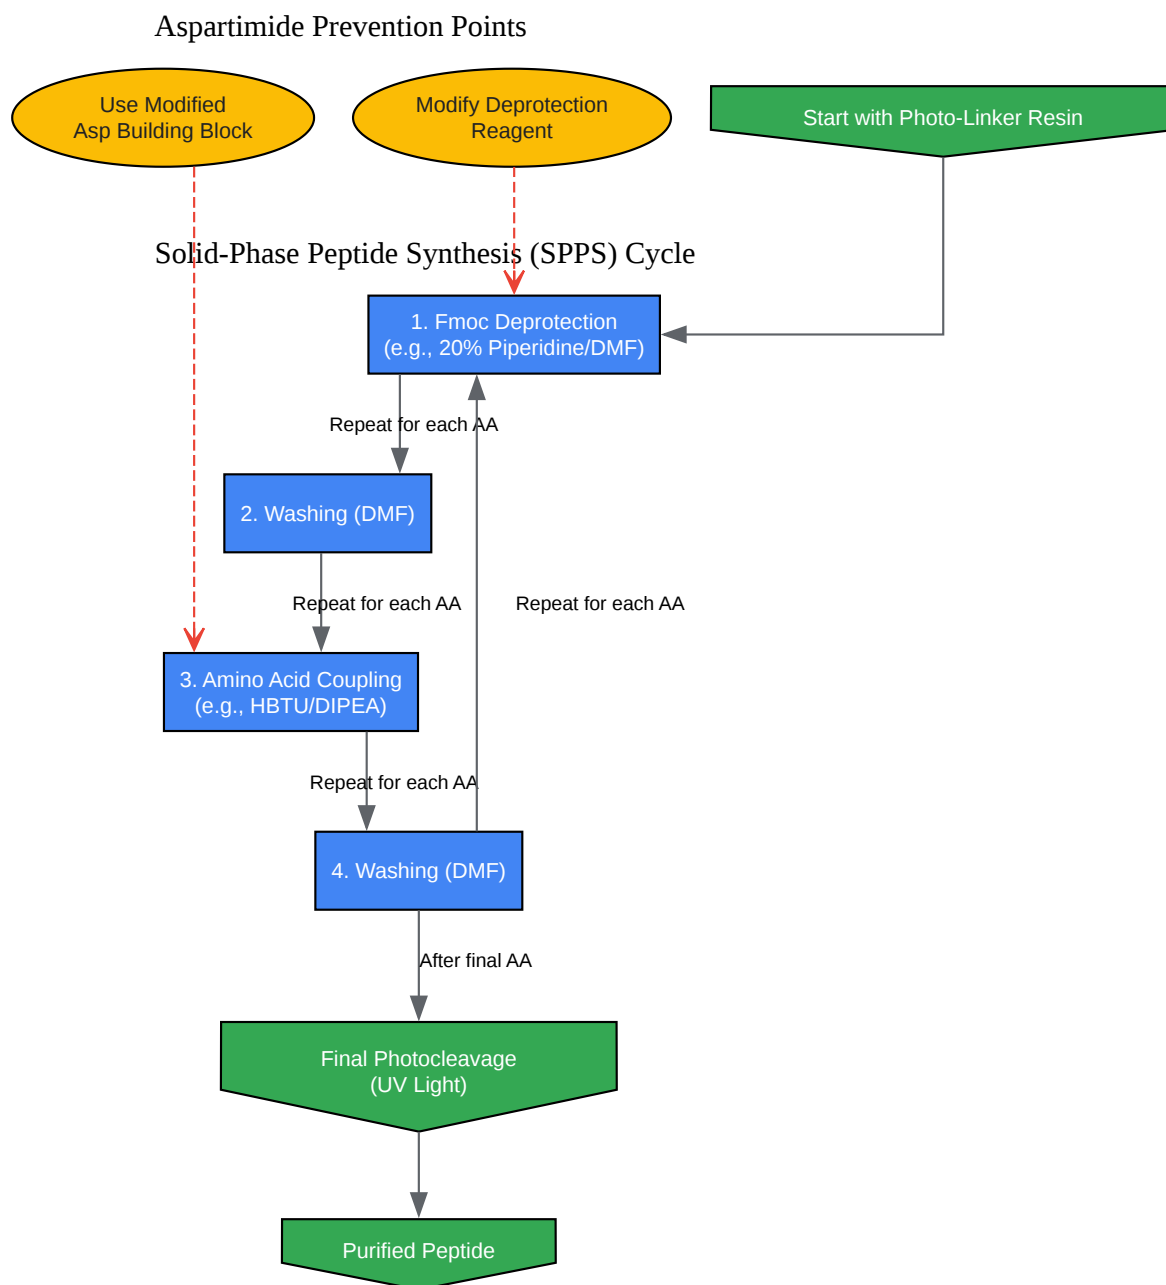 Aspartimide Prevention Points
Use Modified
Asp Building Block
Modify Deprotection
Reagent
Start with Photo-Linker Resin
Solid-Phase Peptide Synthesis (SPPS) Cycle
1. Fmoc Deprotection
(e.g., 20% Piperidine/DMF)
Repeat for each AA
2. Washing (DMF)
Repeat for each AA
Repeat for each AA
3. Amino Acid Coupling
(e.g., HBTU/DIPEA)
Repeat for each AA
4. Washing (DMF)
After final AA
Final Photocleavage
(UV Light)
Purified Peptide